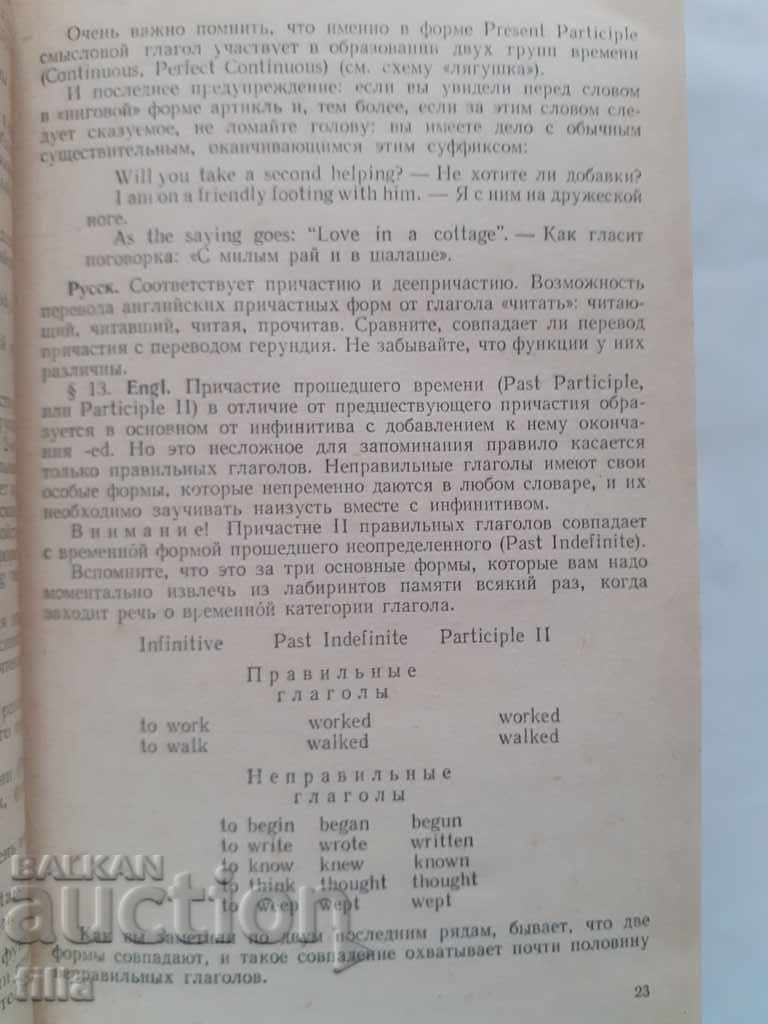 Очень важно помнить, что именно в форме Present Participle
смысловой глагол участвует в образовании двух групп времени
(Continuous, Perfect Continuous) (см. схему «лягушка»).
И последнее предупреждение: если вы увидели перед словом
в «инговой» форме артикль и, тем более, если за этим словом сле-
дует сказуемое, не ломайте голову: вы имеете дело с обычным
существительным, оканчивающимся этим суффиксом:
Will you take a second helping? — Не хотите ли добавки?
I am on a friendly footing with him. — Я с ним на дружеской
ноге.
As the saying goes: “Love in a cottage”. — Как гласит
поговорка: «С милым рай и в шалаше».
Русск. Соответствует причастию и деепричастию. Возможность
перевода английских причастных форм от глагола «читать»: читаю-
щий, читавший, читая, прочитав. Сравните, совпадает ли перевод
причастия с переводом герундия. Не забывайте, что функции у них
различны.
§ 13. Engl. Причастие прошедшего времени (Past Participle,
или Participle II) в отличие от предшествующего причастия обра-
зуется в основном от инфинитива с добавлением к нему оконча-
ния -ed. Но это несложное для запоминания правило касается
только правильных глаголов. Неправильные глаголы имеют свои
особые формы, которые непременно даются в любом словаре, и их
необходимо заучивать наизусть вместе с инфинитивом.
Внимание! Причастие II правильных глаголов совпадает
с временно́й формой прошедшего неопределенного (Past Indefinite).
Вспомните, что это за три основные формы, которые вам надо
моментально извлечь из лабиринтов памяти всякий раз, когда
заходит речь о временно́й категории глагола.
Infinitive Past Indefinite Participle II
Правильные
глаголы
to work worked worked
to walk walked walked
Неправильные
глаголы
to begin began begun
to write wrote written
to know knew known
to think thought thought
to weep wept wept
Как вы заметили по двум последним рядам, бывает, что две
формы совпадают, и такое совпадение охватывает почти половину
неправильных глаголов.
23
BALKAN
auction
filla